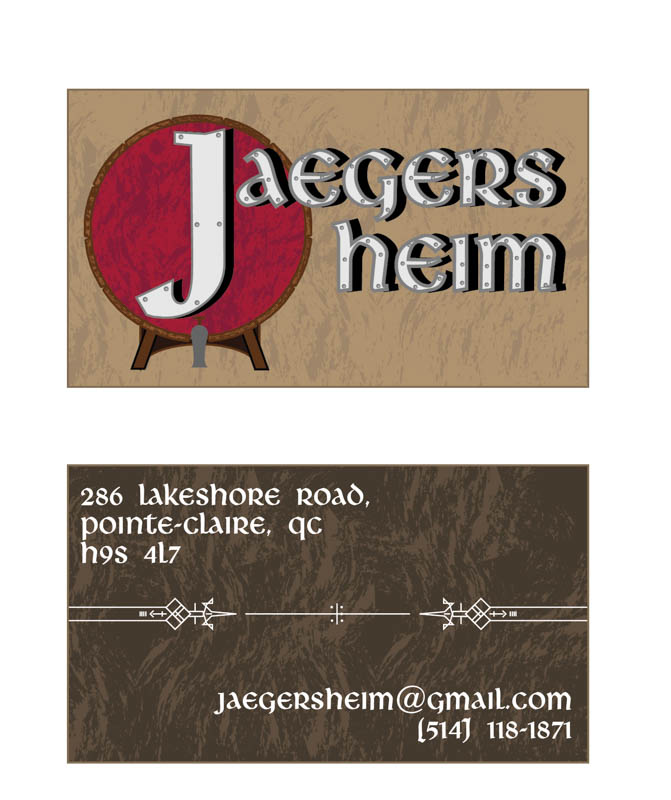 Jaegers
heim
286 lakeshore Road,
pointe-claire, qc
h9s 4l7
jaegersheim@gmail.com
(514) 118-1871